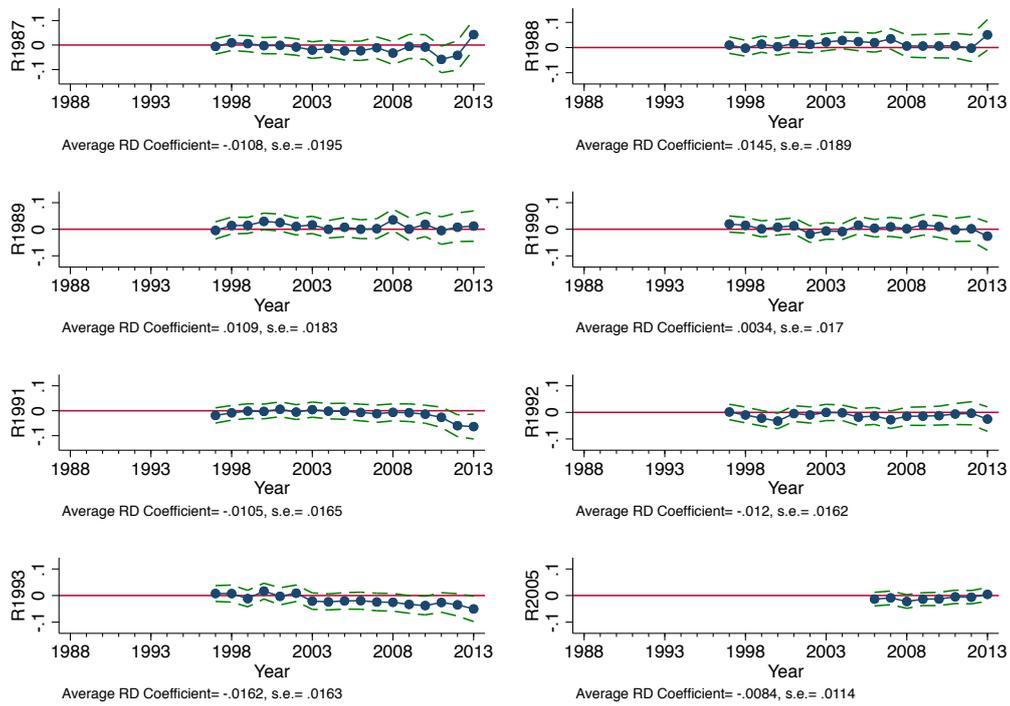 R1987
.1
0
-.1
1988 1993 1998 2003 2008 2013
Year
Average RD Coefficient= -.0108, s.e.= .0195
R1988
.1
0
-.1
1988 1993 1998 2003 2008 2013
Year
Average RD Coefficient= .0145, s.e.= .0189
R1989
.1
0
-.1
1988 1993 1998 2003 2008 2013
Year
Average RD Coefficient= .0109, s.e.= .0183
R1990
.1
0
-.1
1988 1993 1998 2003 2008 2013
Year
Average RD Coefficient= .0034, s.e.= .017
R1991
.1
0
-.1
1988 1993 1998 2003 2008 2013
Year
Average RD Coefficient= -.0105, s.e.= .0165
R1992
.1
0
-.1
1988 1993 1998 2003 2008 2013
Year
Average RD Coefficient= -.012, s.e.= .0162
R1993
.1
0
-.1
1988 1993 1998 2003 2008 2013
Year
Average RD Coefficient= -.0162, s.e.= .0163
R2005
.1
0
-.1
1988 1993 1998 2003 2008 2013
Year
Average RD Coefficient= -.0084, s.e.= .0114